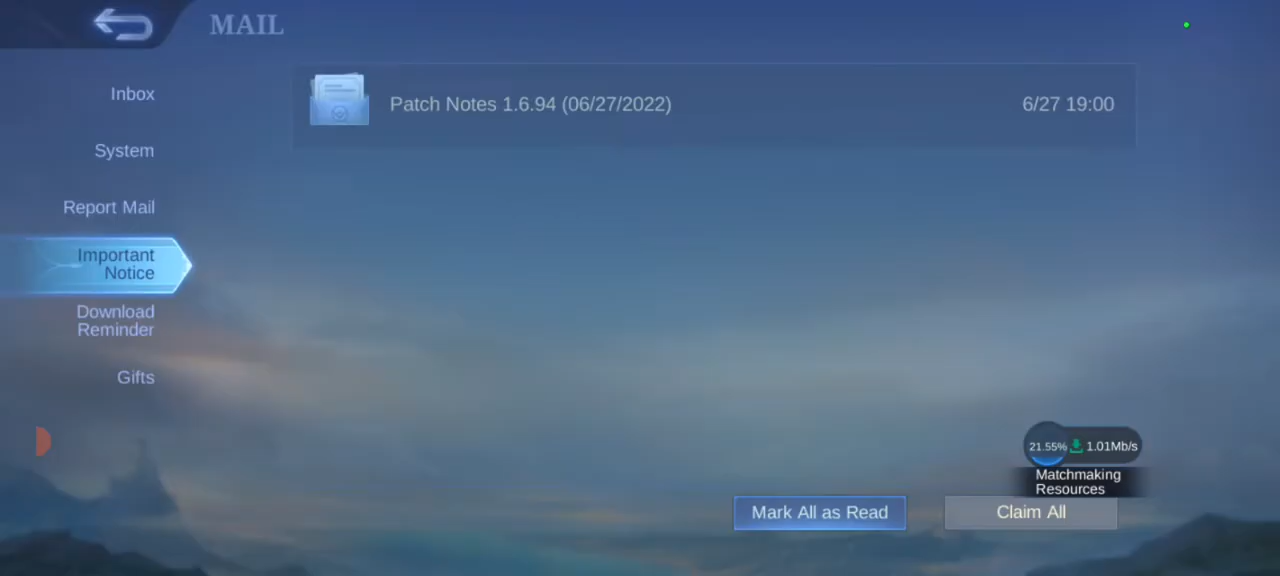 MAIL
Inbox
Patch Notes 1.6.94 (06/27/2022)
6/27 19:00
System
Report Mail
Important
Notice
Download
Reminder
Gifts
21.55%
1.01Mb/s
Matchmaking
Resources
Mark All as Read
Claim All